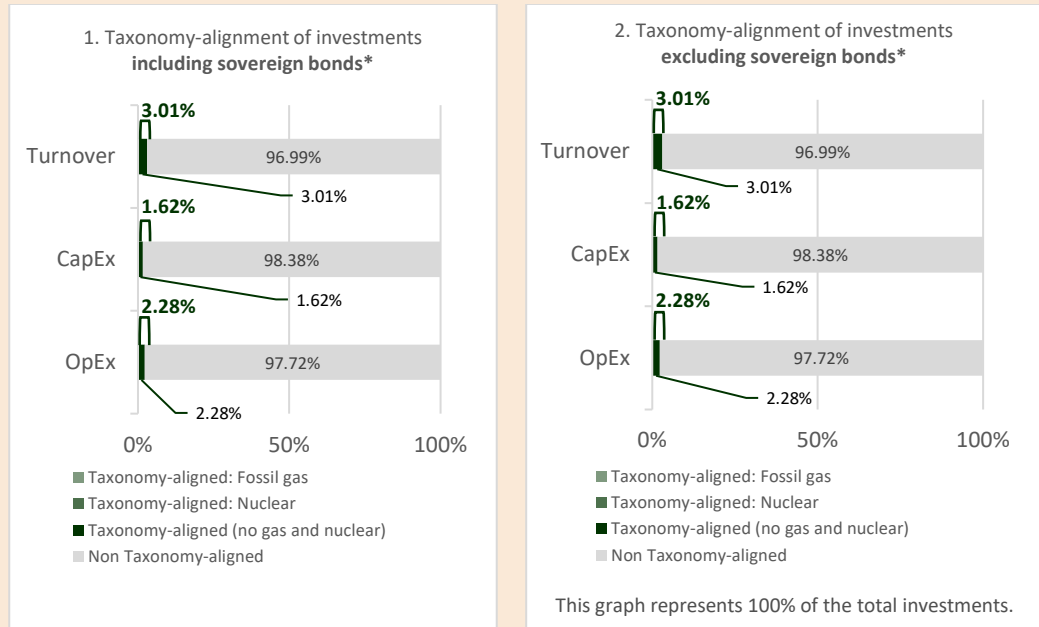 1. Taxonomy-alignment of investments
including sovereign bonds*
3.01%
Turnover
96.99%
3.01%
1.62%
CapEx
98.38%
1.62%
2.28%
OpEx
97.72%
2.28%
0%
50%
100%
Taxonomy-aligned: Fossil gas
Taxonomy-aligned: Nuclear
Taxonomy-aligned (no gas and nuclear)
Non Taxonomy-aligned
2. Taxonomy-alignment of investments
excluding sovereign bonds*
3.01%
Turnover
96.99%
3.01%
1.62%
CapEx
98.38%
1.62%
2.28%
OpEx
97.72%
2.28%
0%
50%
100%
Taxonomy-aligned: Fossil gas
Taxonomy-aligned: Nuclear
Taxonomy-aligned (no gas and nuclear)
Non Taxonomy-aligned
This graph represents 100% of the total investments.